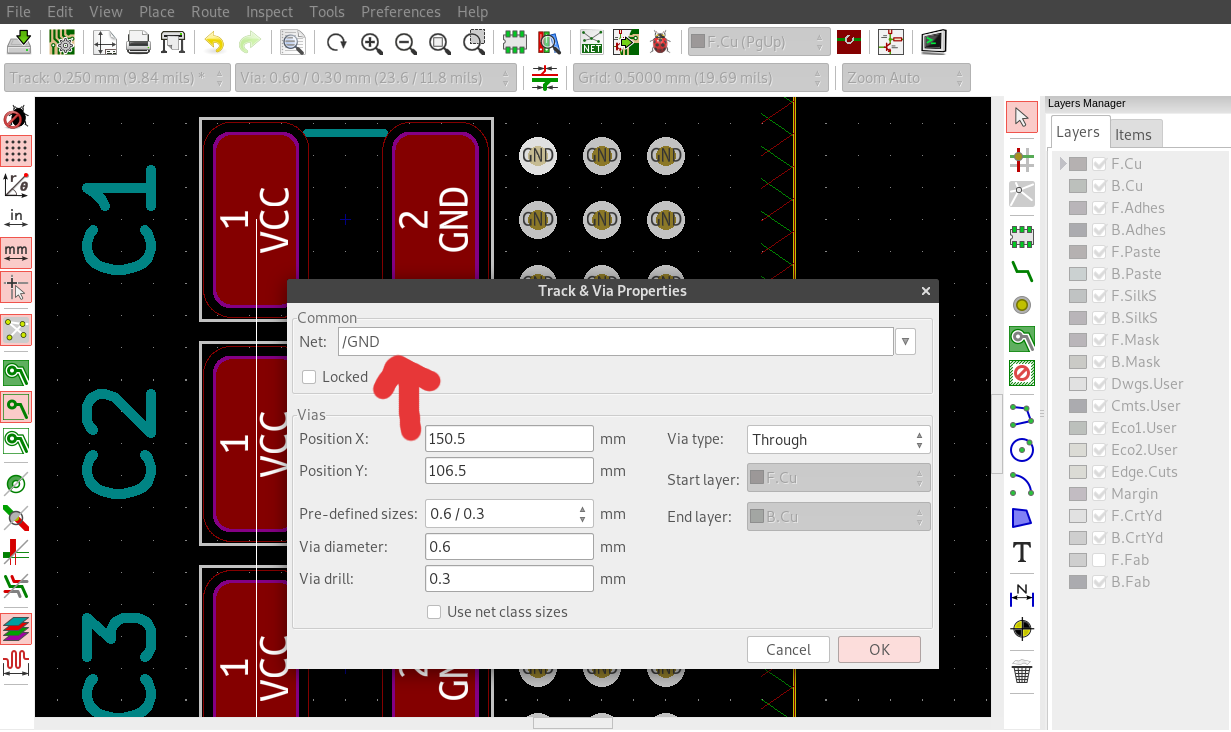 File Edit View Place Route Inspect Tools Preferences Help
NET F.Cu (PgUp)
Track: 0.250 mm (9.84 mils) * Via: 0.60 / 0.30 mm (23.6 / 11.8 mils) Grid: 0.5000 mm (19.69 mils) Zoom Auto
Layers Manager
Layers Items
in
mm
C1 1 VCC 2 GND GND GND GND
GND GND GND
GND GND GND
C2 1 VCC
C3 1 VCC 2 GND GND GND GND
Track & Via Properties
Common
Net: /GND
Locked
Vias
Position X: 150.5 mm Via type: Through
Position Y: 106.5 mm Start layer: F.Cu
Pre-defined sizes: 0.6 / 0.3 mm End layer: B.Cu
Via diameter: 0.6 mm
Via drill: 0.3 mm
Use net class sizes
Cancel OK
T
N
F.Cu
B.Cu
F.Adhes
B.Adhes
F.Paste
B.Paste
F.SilkS
B.SilkS
F.Mask
B.Mask
Dwgs.User
Cmts.User
Eco1.User
Eco2.User
Edge.Cuts
Margin
F.CrtYd
B.CrtYd
F.Fab
B.Fab